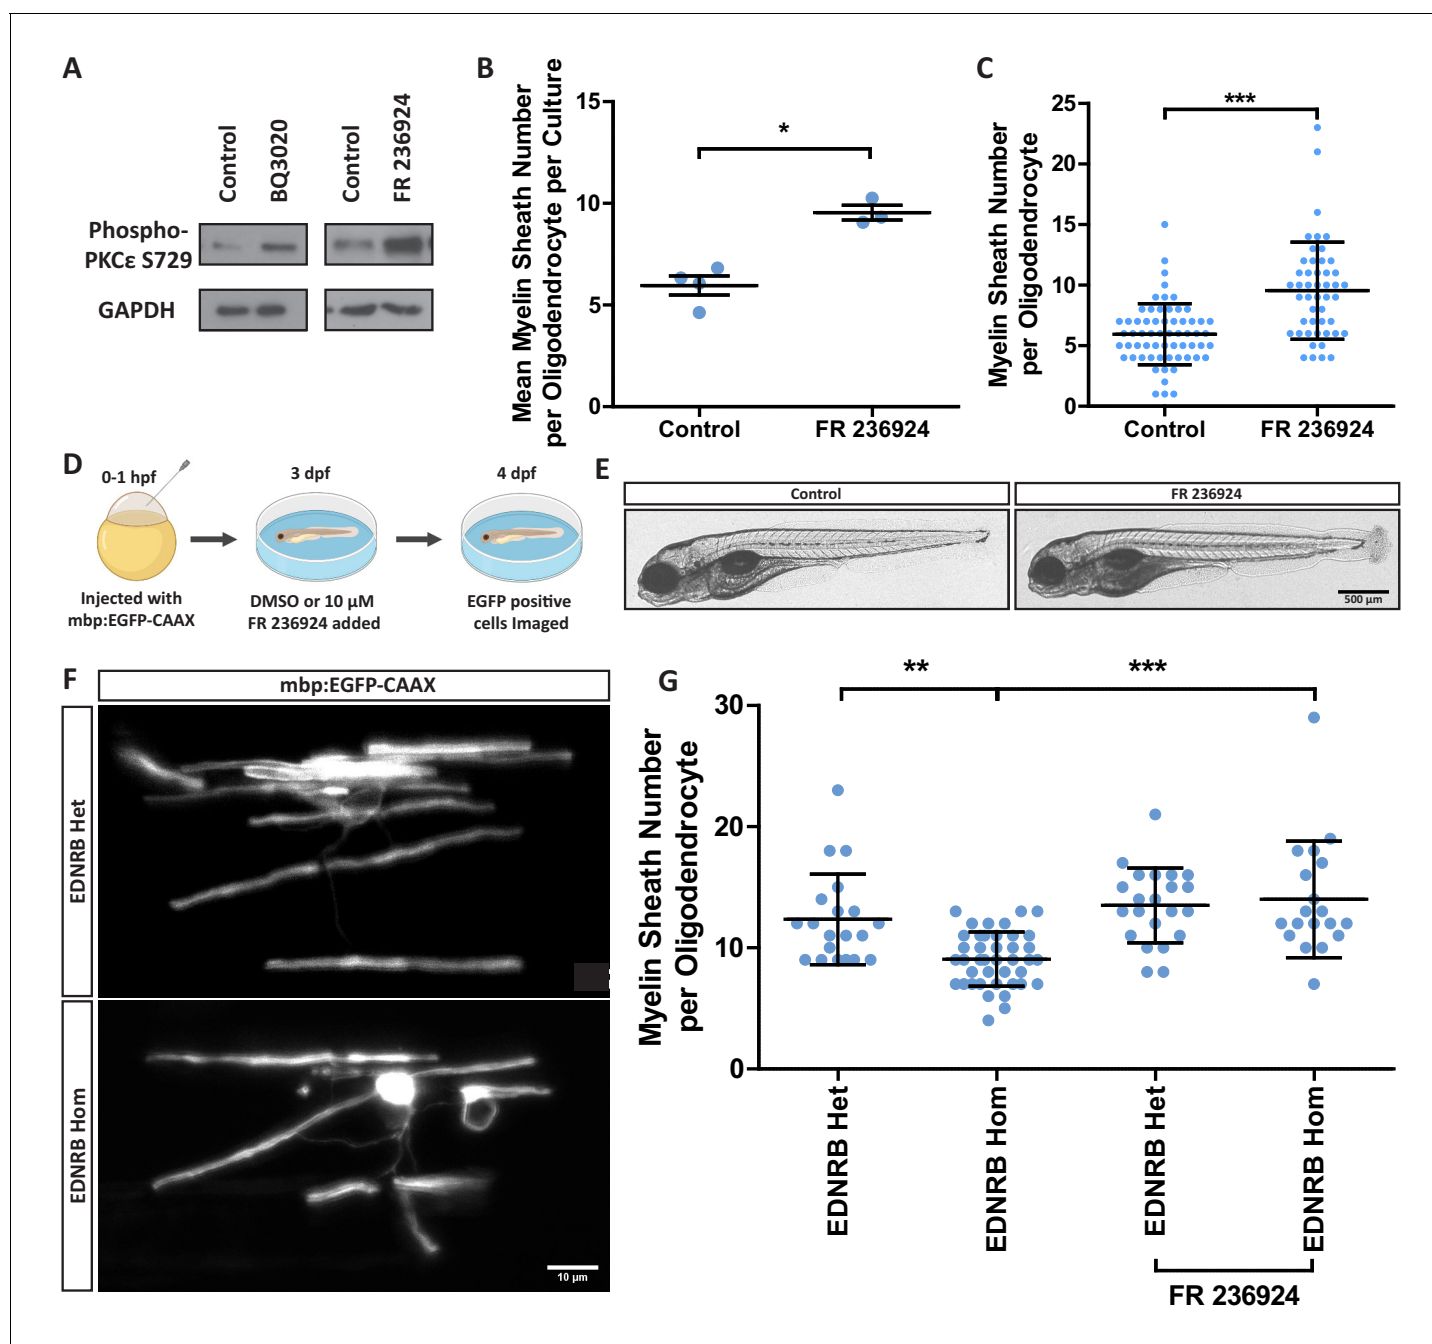 A
Control
BQ3020
Control
FR 236924
Phospho-
PKCε S729
GAPDH
B
Mean Myelin Sheath Number
per Oligodendrocyte per Culture
15
10
5
0
*
Control
FR 236924
C
Myelin Sheath Number
per Oligodendrocyte
25
20
15
10
5
0
***
Control
FR 236924
D
0-1 hpf
3 dpf
4 dpf
Injected with
mbp:EGFP-CAAX
DMSO or 10 µM
FR 236924 added
EGFP positive
cells Imaged
E
Control
FR 236924
500 µm
F
mbp:EGFP-CAAX
EDNRB Het
EDNRB Hom
10 µm
G
Myelin Sheath Number
per Oligodendrocyte
30
20
10
0
**
***
EDNRB Het
EDNRB Hom
EDNRB Het
EDNRB Hom
FR 236924